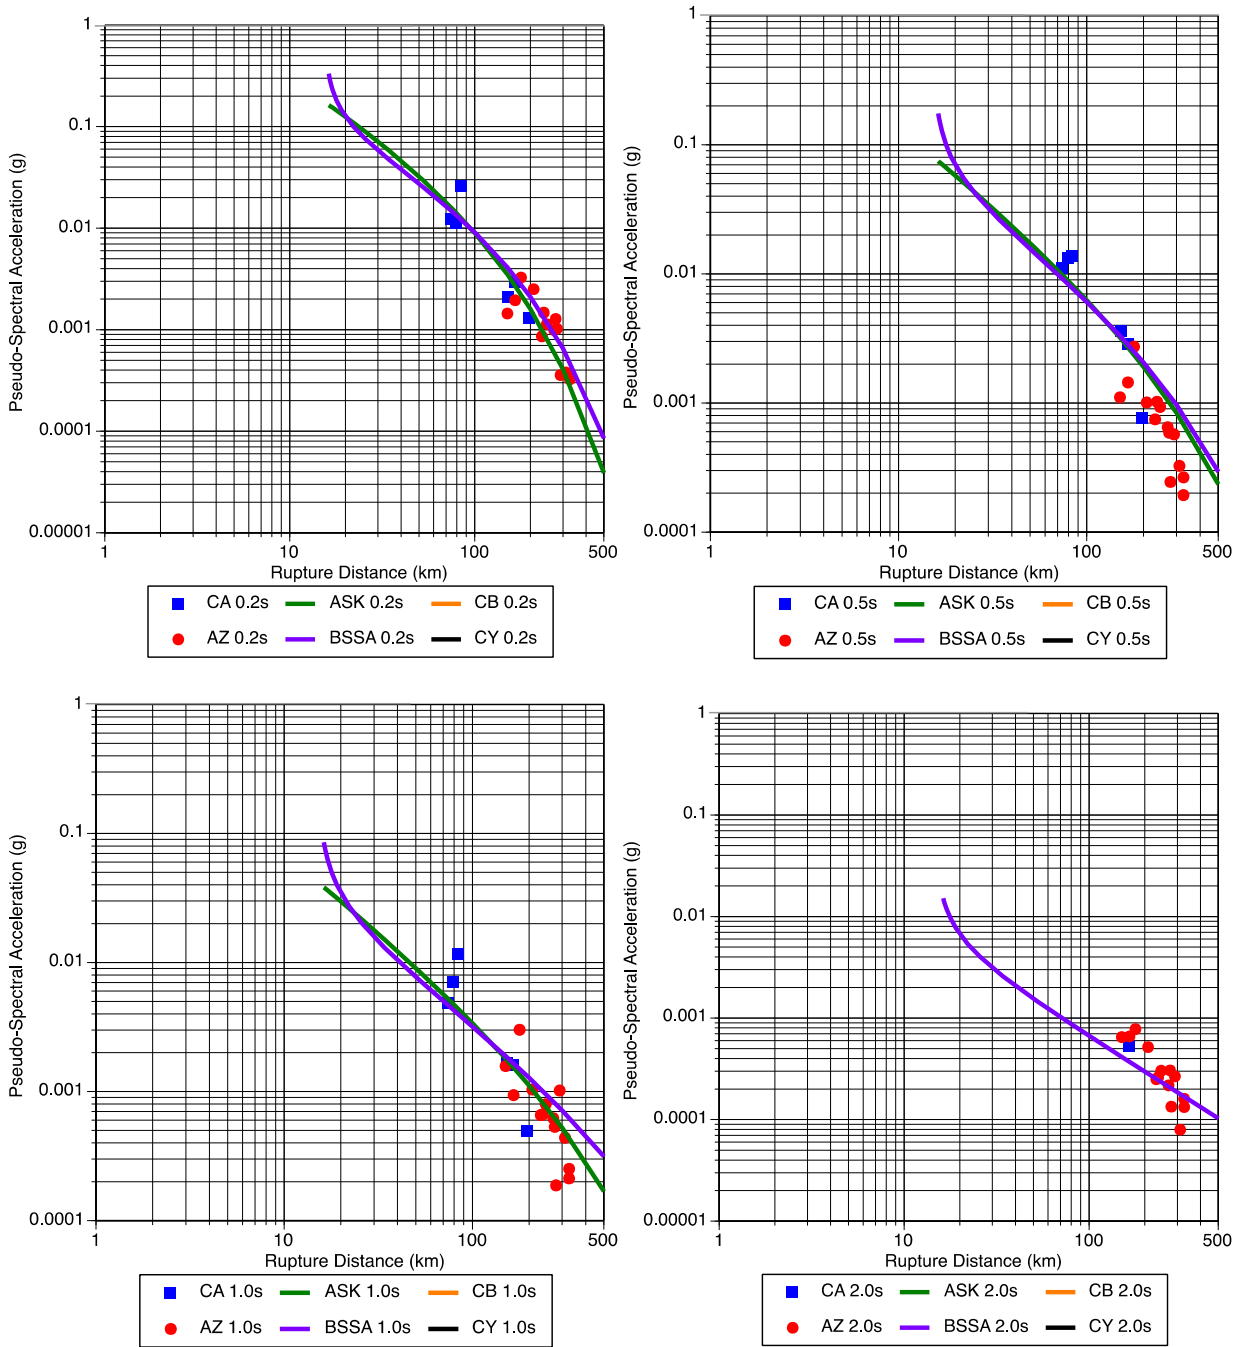 1
0.1
0.01
0.001
0.0001
0.00001
Pseudo-Spectral Acceleration (g)
1 10 100 500
Rupture Distance (km)
CA 0.2s ASK 0.2s CB 0.2s
AZ 0.2s BSSA 0.2s CY 0.2s
1
0.1
0.01
0.001
0.0001
Pseudo-Spectral Acceleration (g)
1 10 100 500
Rupture Distance (km)
CA 0.5s ASK 0.5s CB 0.5s
AZ 0.5s BSSA 0.5s CY 0.5s
1
0.1
0.01
0.001
0.0001
Pseudo-Spectral Acceleration (g)
1 10 100 500
Rupture Distance (km)
CA 1.0s ASK 1.0s CB 1.0s
AZ 1.0s BSSA 1.0s CY 1.0s
1
0.1
0.01
0.001
0.0001
0.00001
Pseudo-Spectral Acceleration (g)
1 10 100 500
Rupture Distance (km)
CA 2.0s ASK 2.0s CB 2.0s
AZ 2.0s BSSA 2.0s CY 2.0s